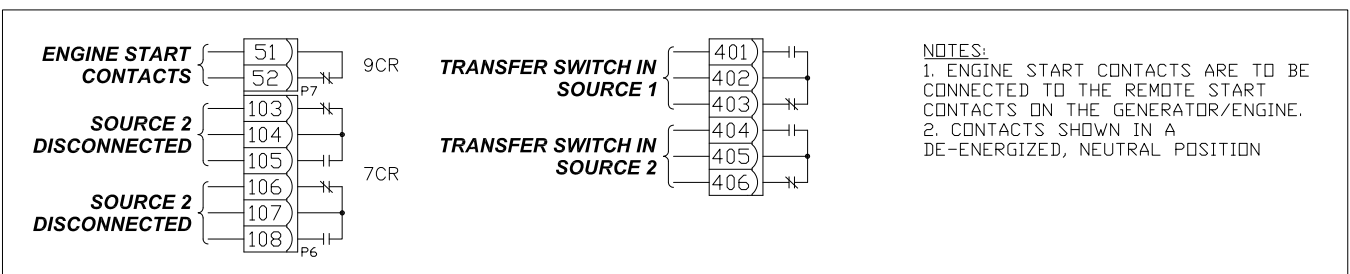 ENGINE START
CONTACTS
51
52
P7
9CR
SOURCE 2
DISCONNECTED
103
104
105
7CR
SOURCE 2
DISCONNECTED
106
107
108
P6
TRANSFER SWITCH IN
SOURCE 1
401
402
403
TRANSFER SWITCH IN
SOURCE 2
404
405
406
NOTES:
1. ENGINE START CONTACTS ARE TO BE
CONNECTED TO THE REMOTE START
CONTACTS ON THE GENERATOR/ENGINE.
2. CONTACTS SHOWN IN A
DE-ENERGIZED, NEUTRAL POSITION